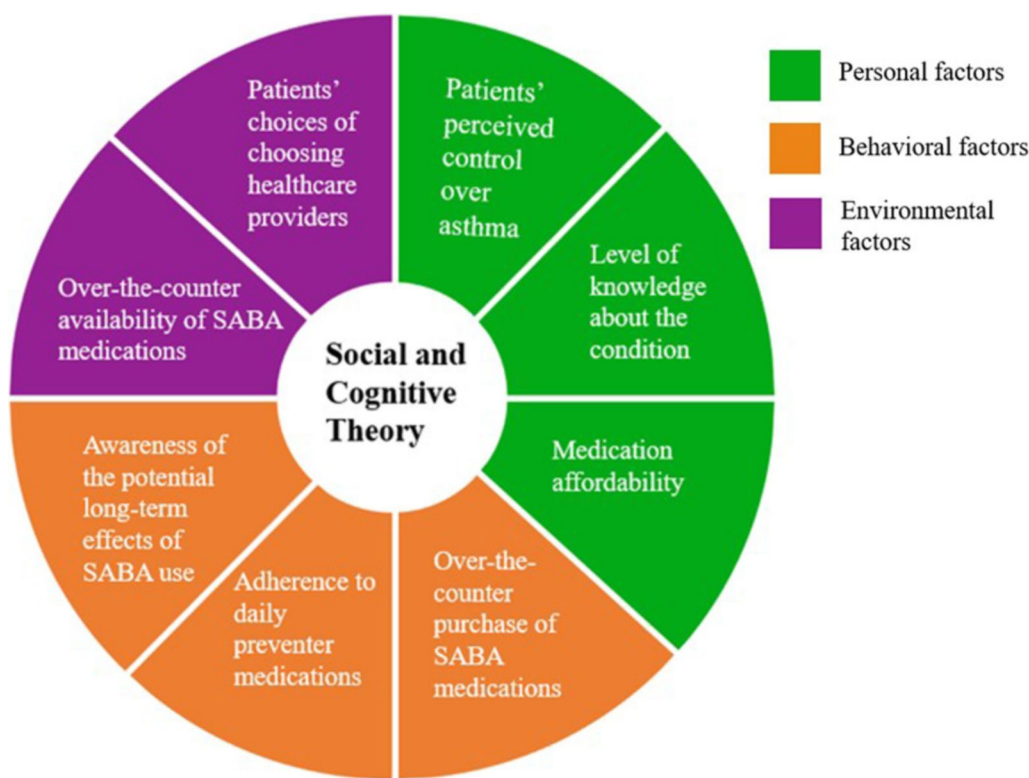 Patients’
choices of
choosing
healthcare
providers
Patients’
perceived
control
over
asthma
Level of
knowledge
about the
condition
Medication
affordability
Over-the-
counter
purchase of
SABA
medications
Adherence to
daily
preventer
medications
Awareness of
the potential
long-term
effects of
SABA use
Over-the-counter
availability of SABA
medications
Social and
Cognitive
Theory
Personal factors
Behavioral factors
Environmental
factors